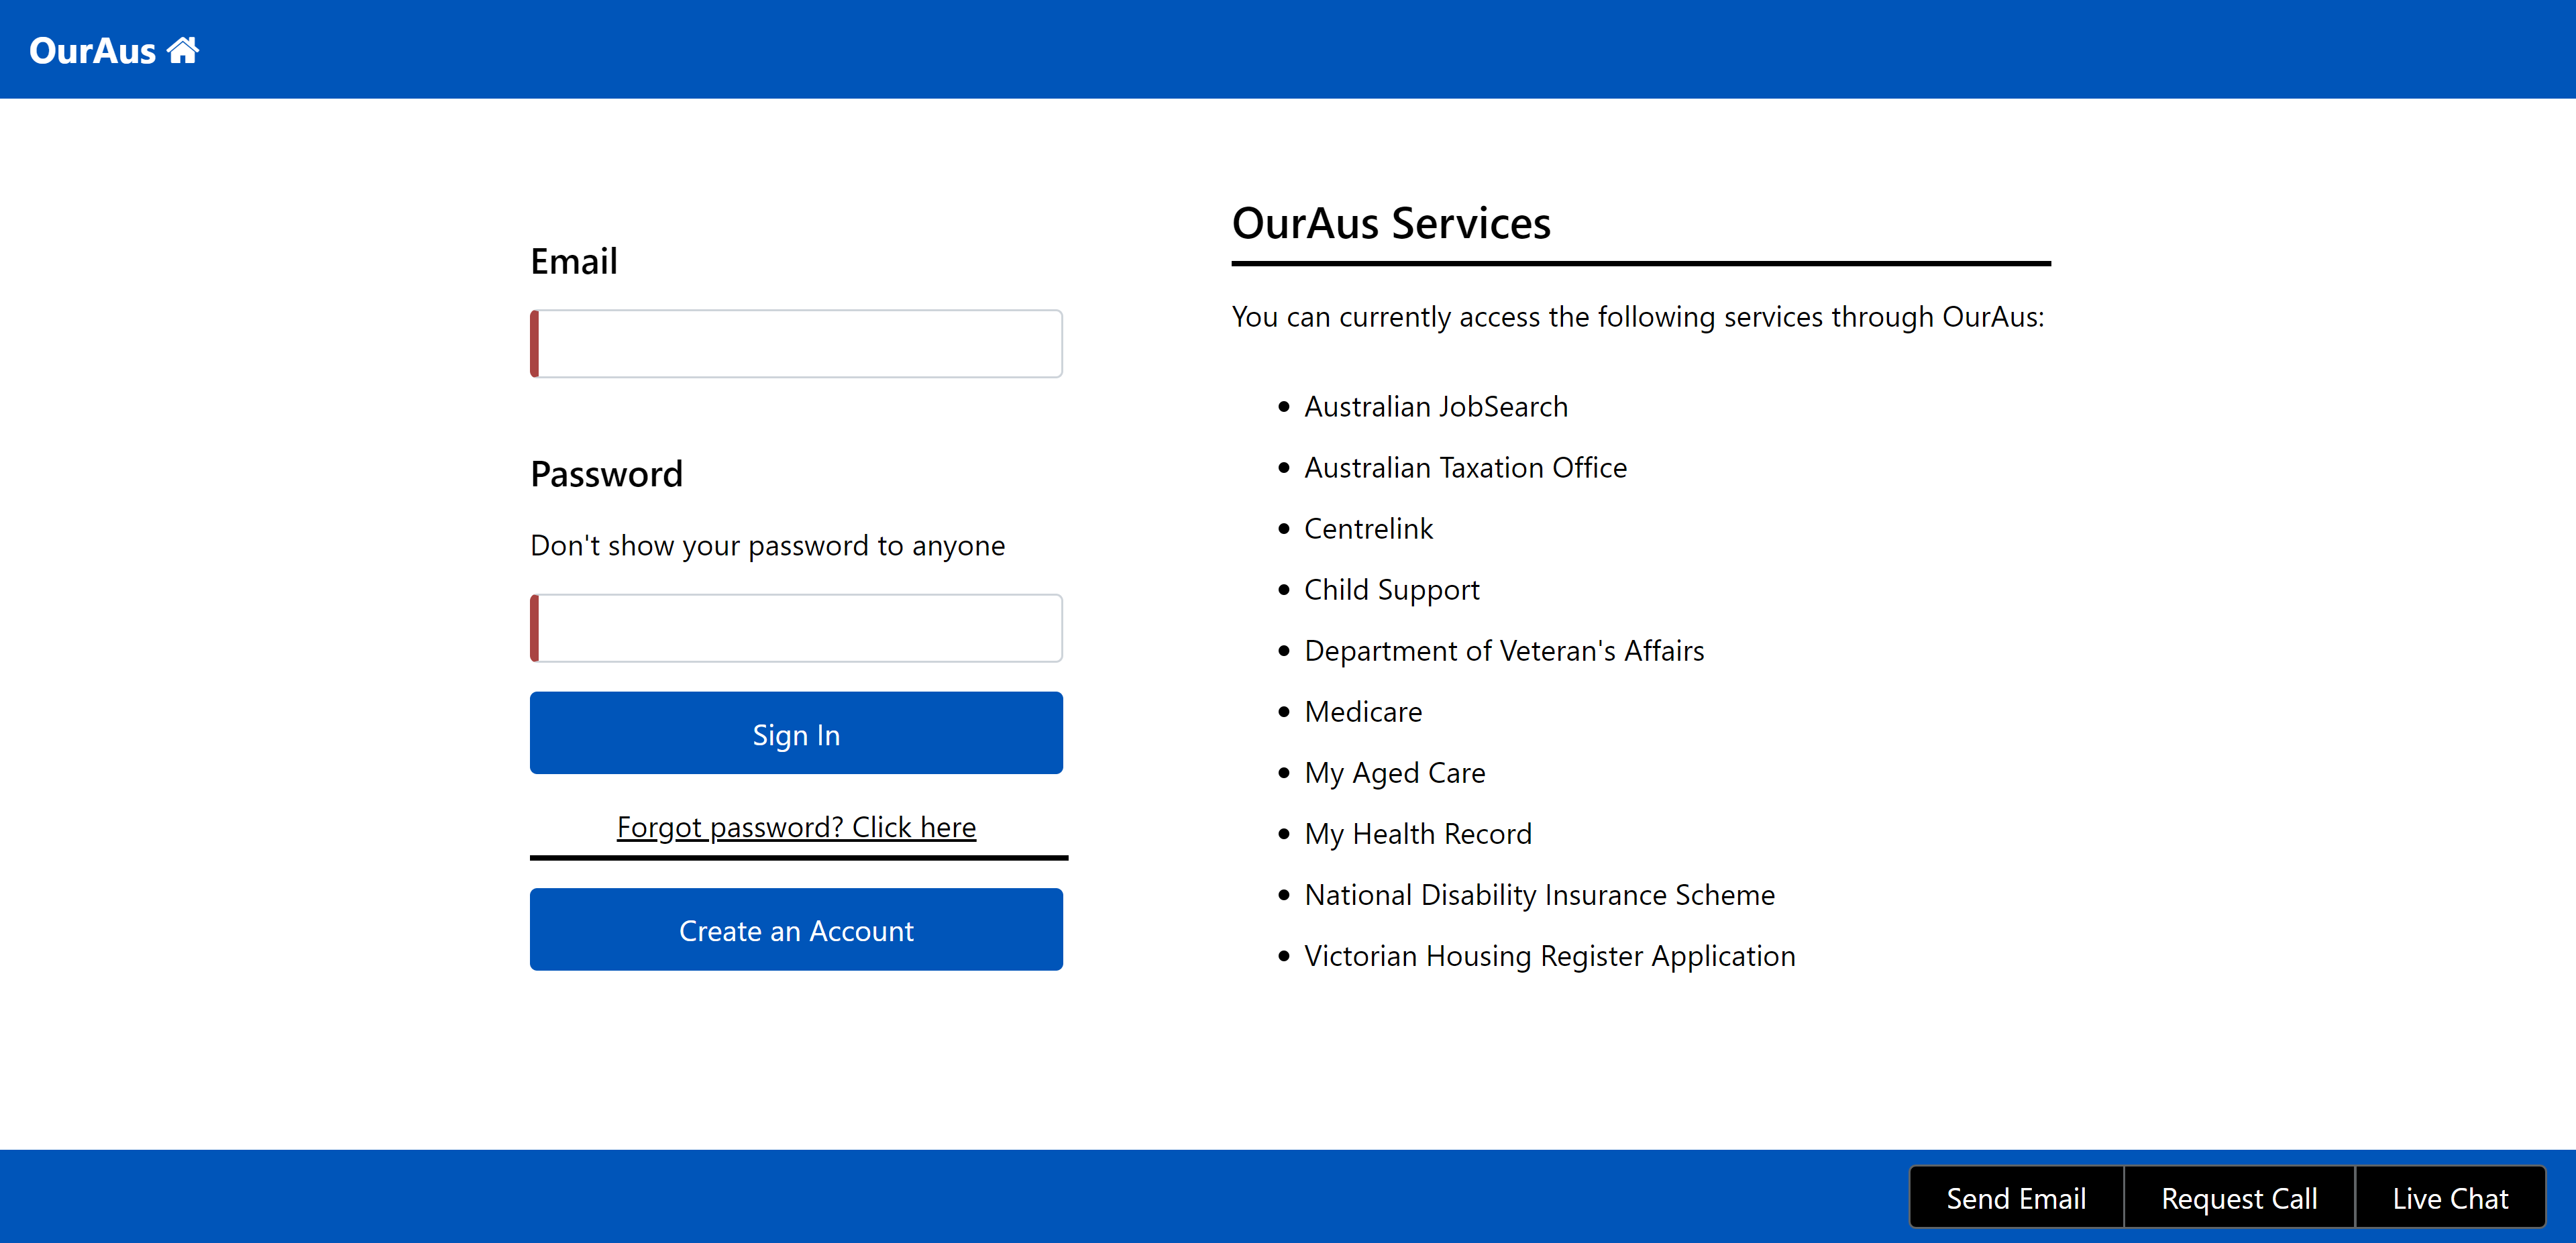 OurAus
Email
Password
Don't show your password to anyone
Sign In
Forgot password? Click here
Create an Account
OurAus Services
You can currently access the following services through OurAus:
Australian JobSearch
Australian Taxation Office
Centrelink
Child Support
Department of Veteran's Affairs
Medicare
My Aged Care
My Health Record
National Disability Insurance Scheme
Victorian Housing Register Application
Send Email
Request Call
Live Chat